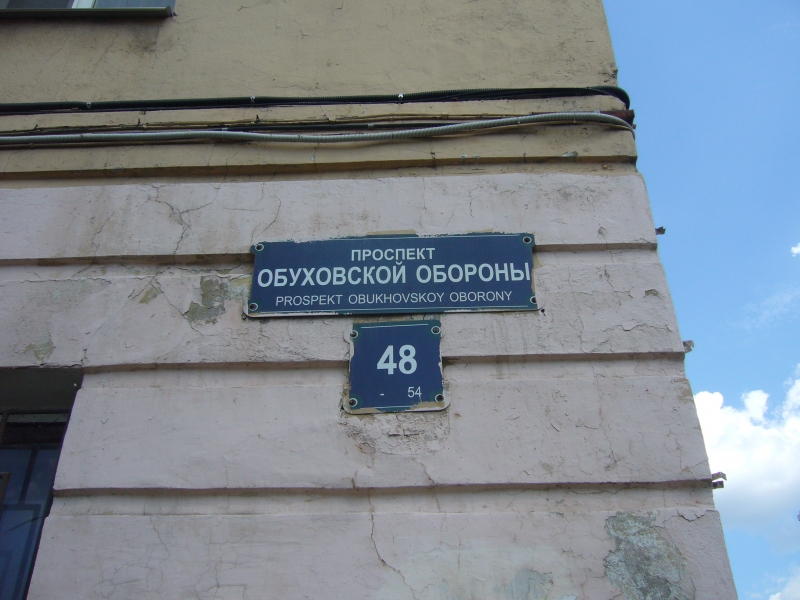 ПРОСПЕКТ
ОБУХОВСКОЙ ОБОРОНЫ
PROSPEKT OBUKHOVSKOY OBORONY
48
- 54